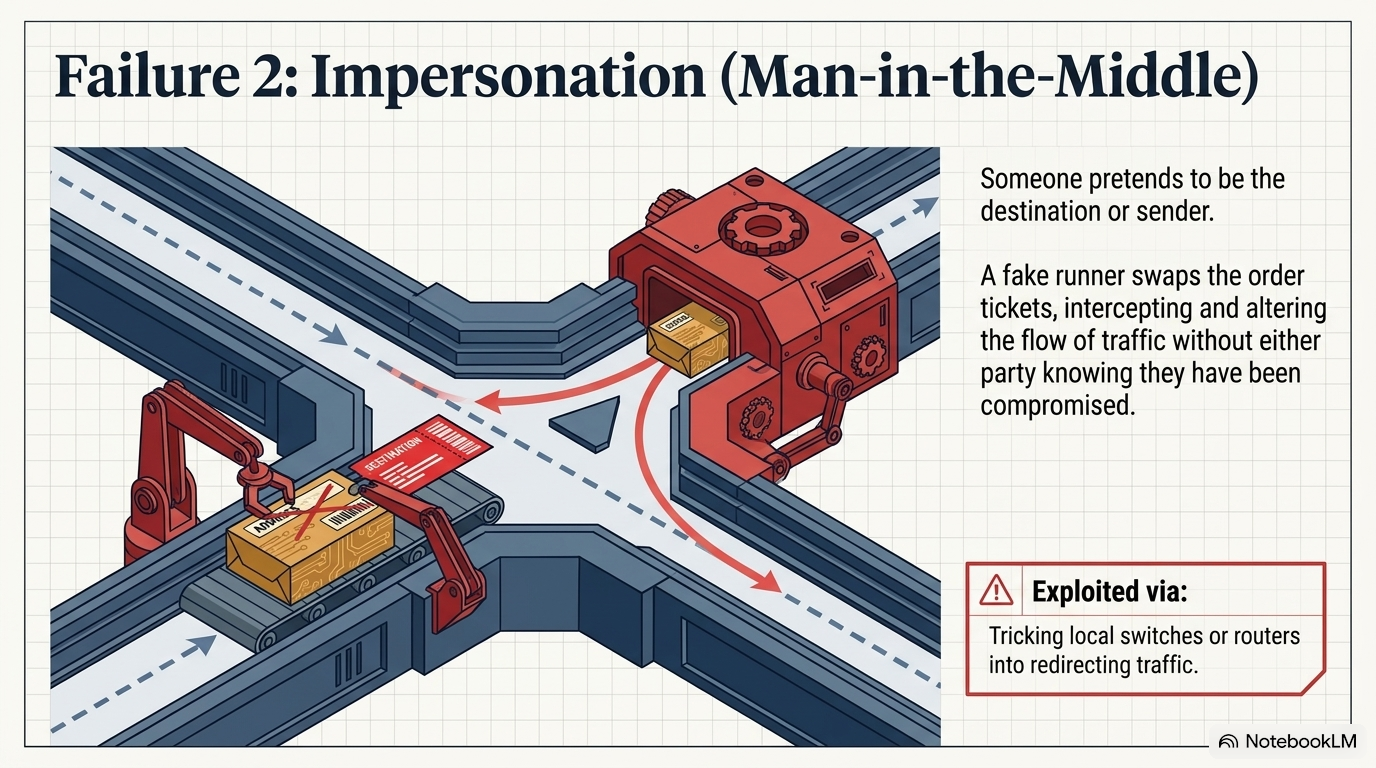 Failure 2: Impersonation (Man-in-the-Middle)
Someone pretends to be the
destination or sender.
A fake runner swaps the order
tickets, intercepting and altering
the flow of traffic without either
party knowing they have been
compromised.
DESTINATION
Exploited via:
Tricking local switches or routers
into redirecting traffic.
NotebookLM